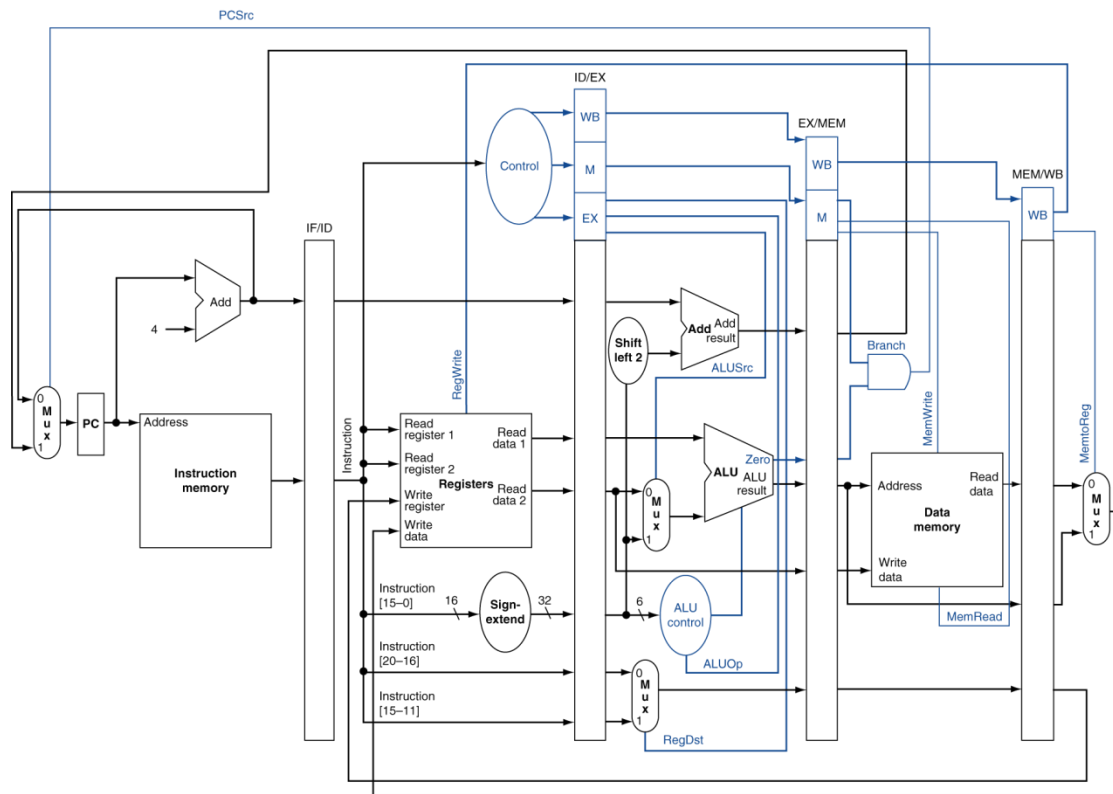 PCSrc
ID/EX
WB
EX/MEM
Control
M
WB
MEM/WB
EX
M
WB
IF/ID
Add
4
Add
Add
result
Shift
left 2
RegWrite
ALUSrc
Branch
MemWrite
MemtoReg
0
M
u
x
1
PC
Address
Instruction
memory
Instruction
Read
register 1
Read
data 1
Read
register 2
Registers
Read
data 2
Write
register
Write
data
Zero
ALU
ALU
result
0
M
u
x
1
Address
Read
data
Data
memory
Write
data
0
M
u
x
1
Instruction
[15–0]
16
Sign-
extend
32
6
ALU
control
MemRead
Instruction
[20–16]
ALUOp
0
M
u
x
1
Instruction
[15–11]
RegDst